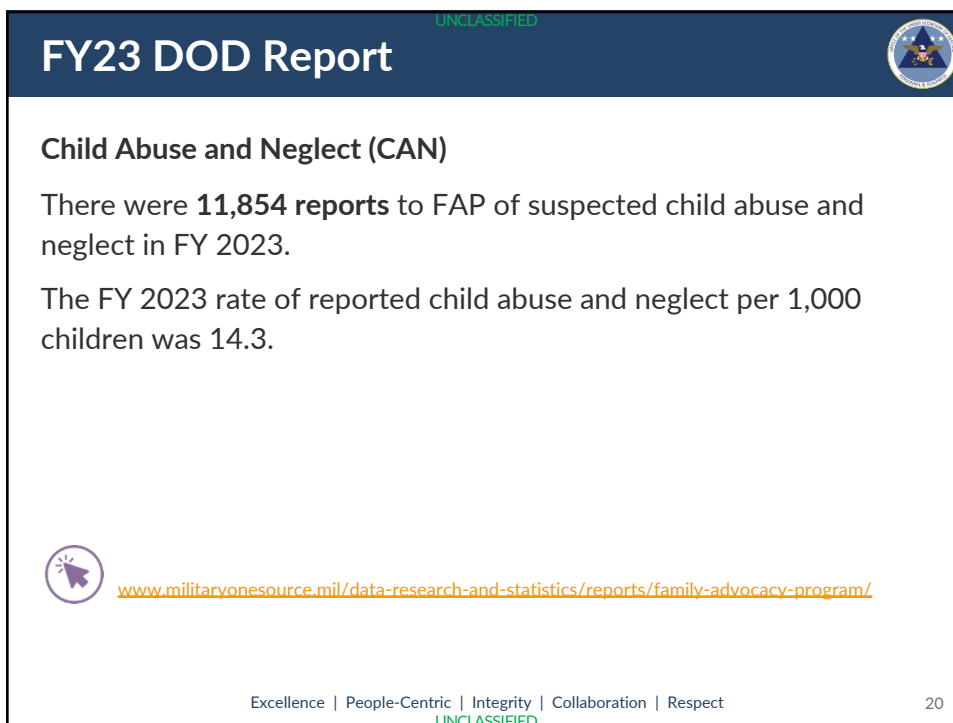 UNCLASSIFIED
FY23 DOD Report
Child Abuse and Neglect (CAN)
There were 11,854 reports to FAP of suspected child abuse and
neglect in FY 2023.
The FY 2023 rate of reported child abuse and neglect per 1,000
children was 14.3.
www.militaryonesource.mil/data-research-and-statistics/reports/family-advocacy-program/
Excellence | People-Centric | Integrity | Collaboration | Respect
20
UNCLASSIFIED